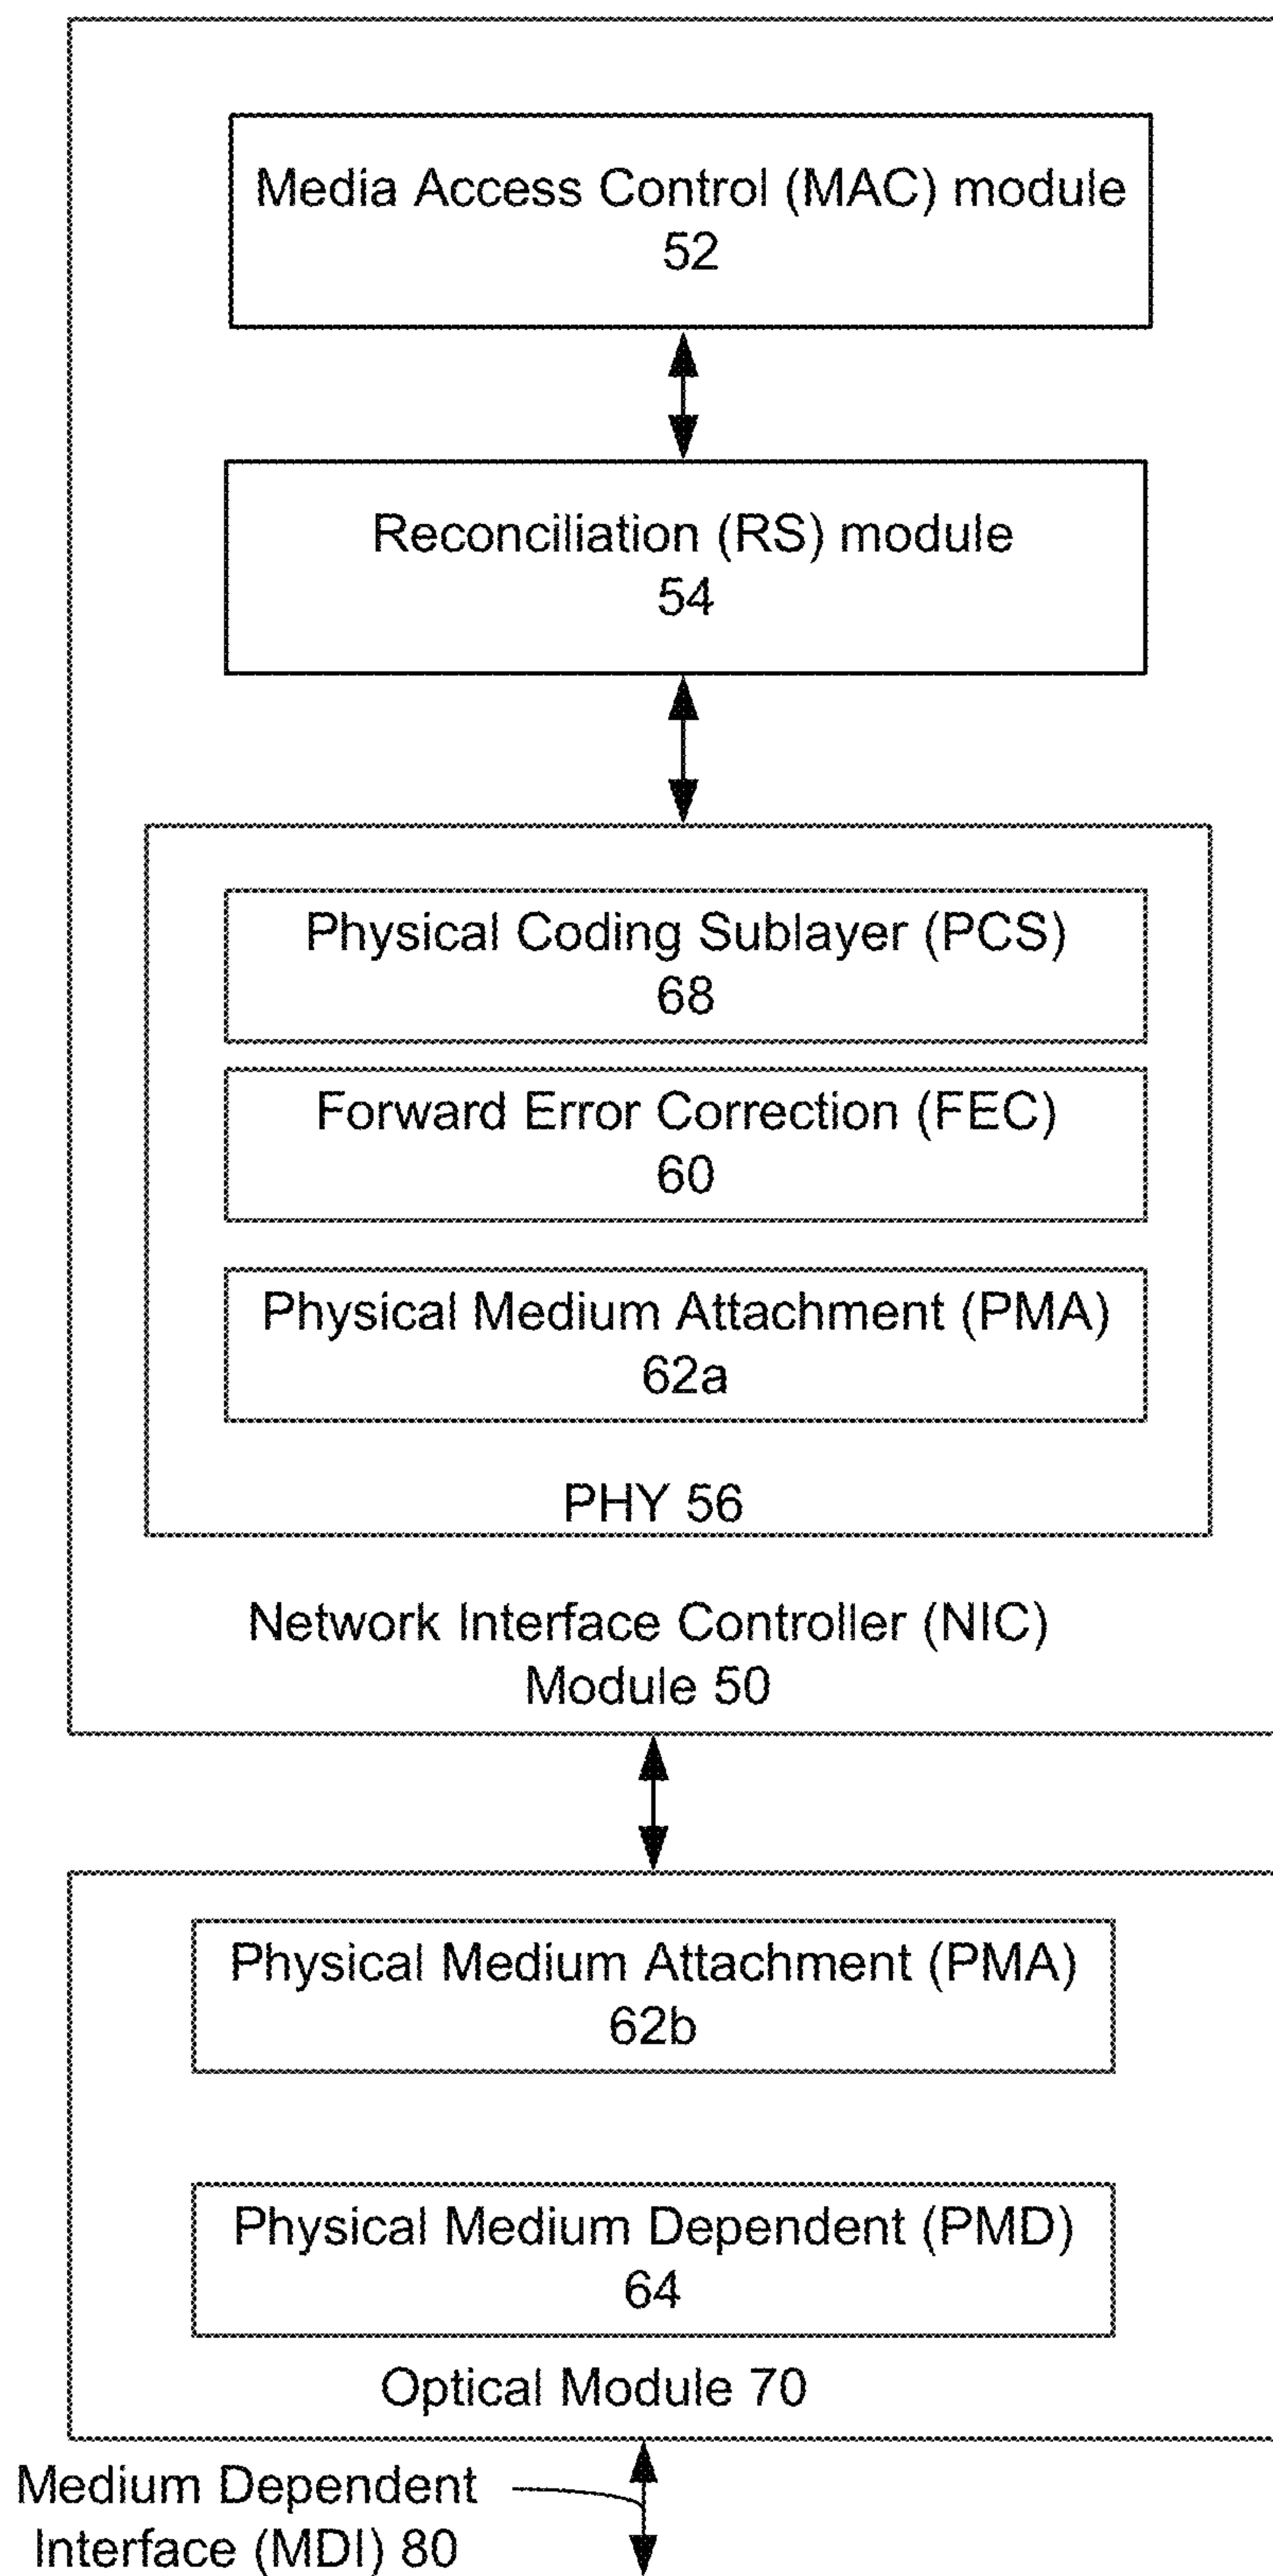 Media Access Control (MAC) module
52
Reconciliation (RS) module
54
Physical Coding Sublayer (PCS)
68
Forward Error Correction (FEC)
60
Physical Medium Attachment (PMA)
62a
PHY 56
Network Interface Controller (NIC)
Module 50
Physical Medium Attachment (PMA)
62b
Physical Medium Dependent (PMD)
64
Optical Module 70
Medium Dependent
Interface (MDI) 80